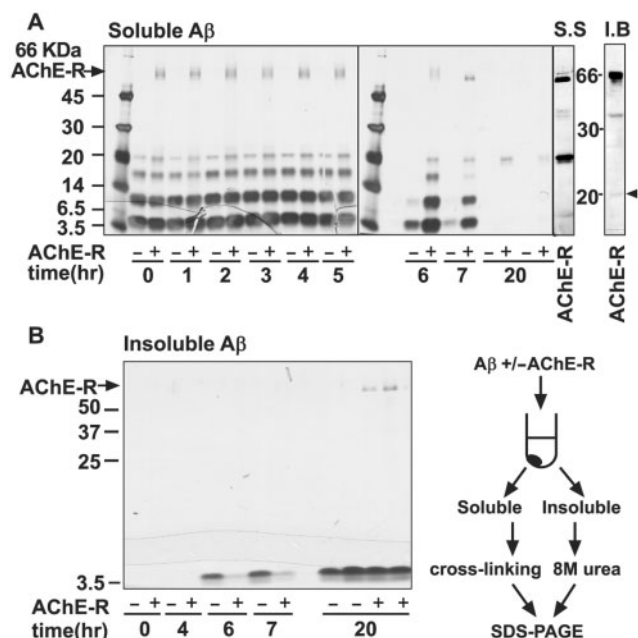 A
Soluble Aβ
S.S I.B
66 KDa
AChE-R
45
30
20
14
6.5
3.5
66
30
20
AChE-R − + − + − + − + − + − + − + − + − + − +
time(hr) 0 1 2 3 4 5 6 7 20
AChE-R
AChE-R
B
Insoluble Aβ
AChE-R
50
37
25
3.5
AChE-R − + − + − + − + − − + +
time(hr) 0 4 6 7 20
Aβ +/−AChE-R
Soluble Insoluble
cross-linking 8M urea
SDS-PAGE